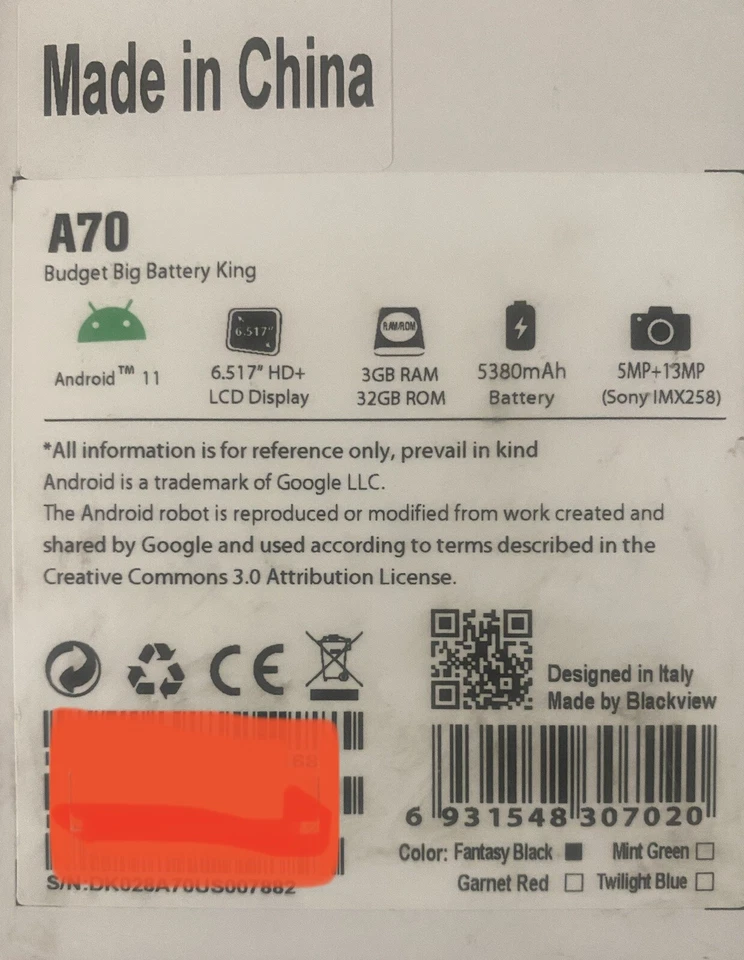 Made in China
A70
Budget Big Battery King
6.517"
RAM/ROM
Android™ 11
6.517" HD+
LCD Display
3GB RAM
32GB ROM
5380mAh
Battery
5MP+13MP
(Sony IMX258)
*All information is for reference only, prevail in kind
Android is a trademark of Google LLC.
The Android robot is reproduced or modified from work created and
shared by Google and used according to terms described in the
Creative Commons 3.0 Attribution License.
CE
Designed in Italy
Made by Blackview
68
6 931548 307020
Color: Fantasy Black ■ Mint Green □
Garnet Red □ Twilight Blue □